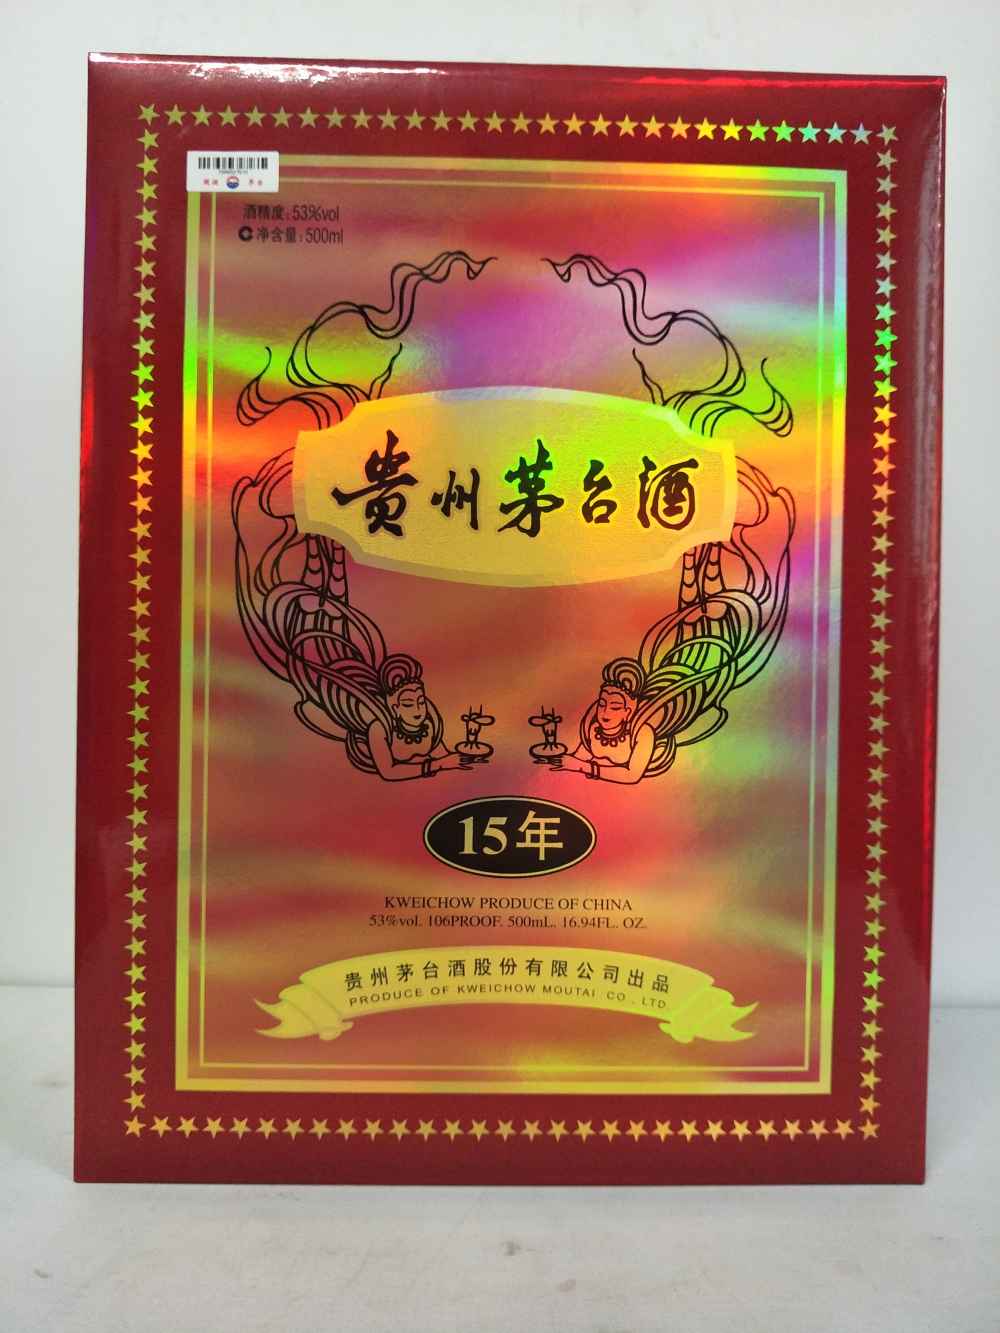 酒精度:53%vol
净含量:500ml
贵州茅台酒
15年
KWEICHOW PRODUCE OF CHINA
53%vol. 106PROOF. 500mL. 16.94FL. OZ.
贵州茅台酒股份有限公司出品
PRODUCE OF KWEICHOW MOUTAI CO., LTD.